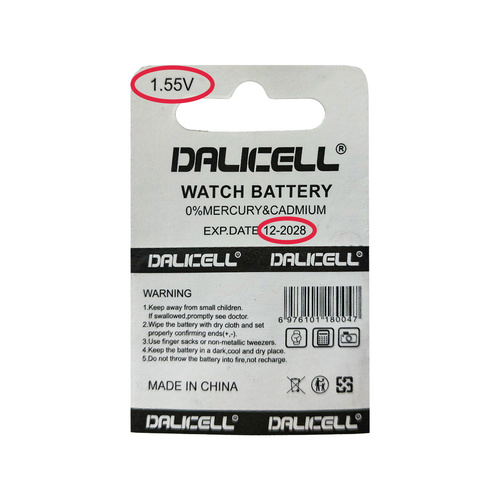 1.55V
DALICELL®
WATCH BATTERY
0%MERCURY&CADMIUM
EXP.DATE 12-2028
DALICELL® DALICELL®
WARNING
1.Keep away from small children.
If swallowed,promptly see doctor.
2.Wipe the battery with dry cloth and set
properly confirming ends(+,-).
3.Use finger sacks or non-metallic tweezers.
4.Keep the battery in a dark,cool and dry place.
5.Do not throw the battery into fire,not recharge.
6 976101 180047
MADE IN CHINA
DALICELL® DALICELL®